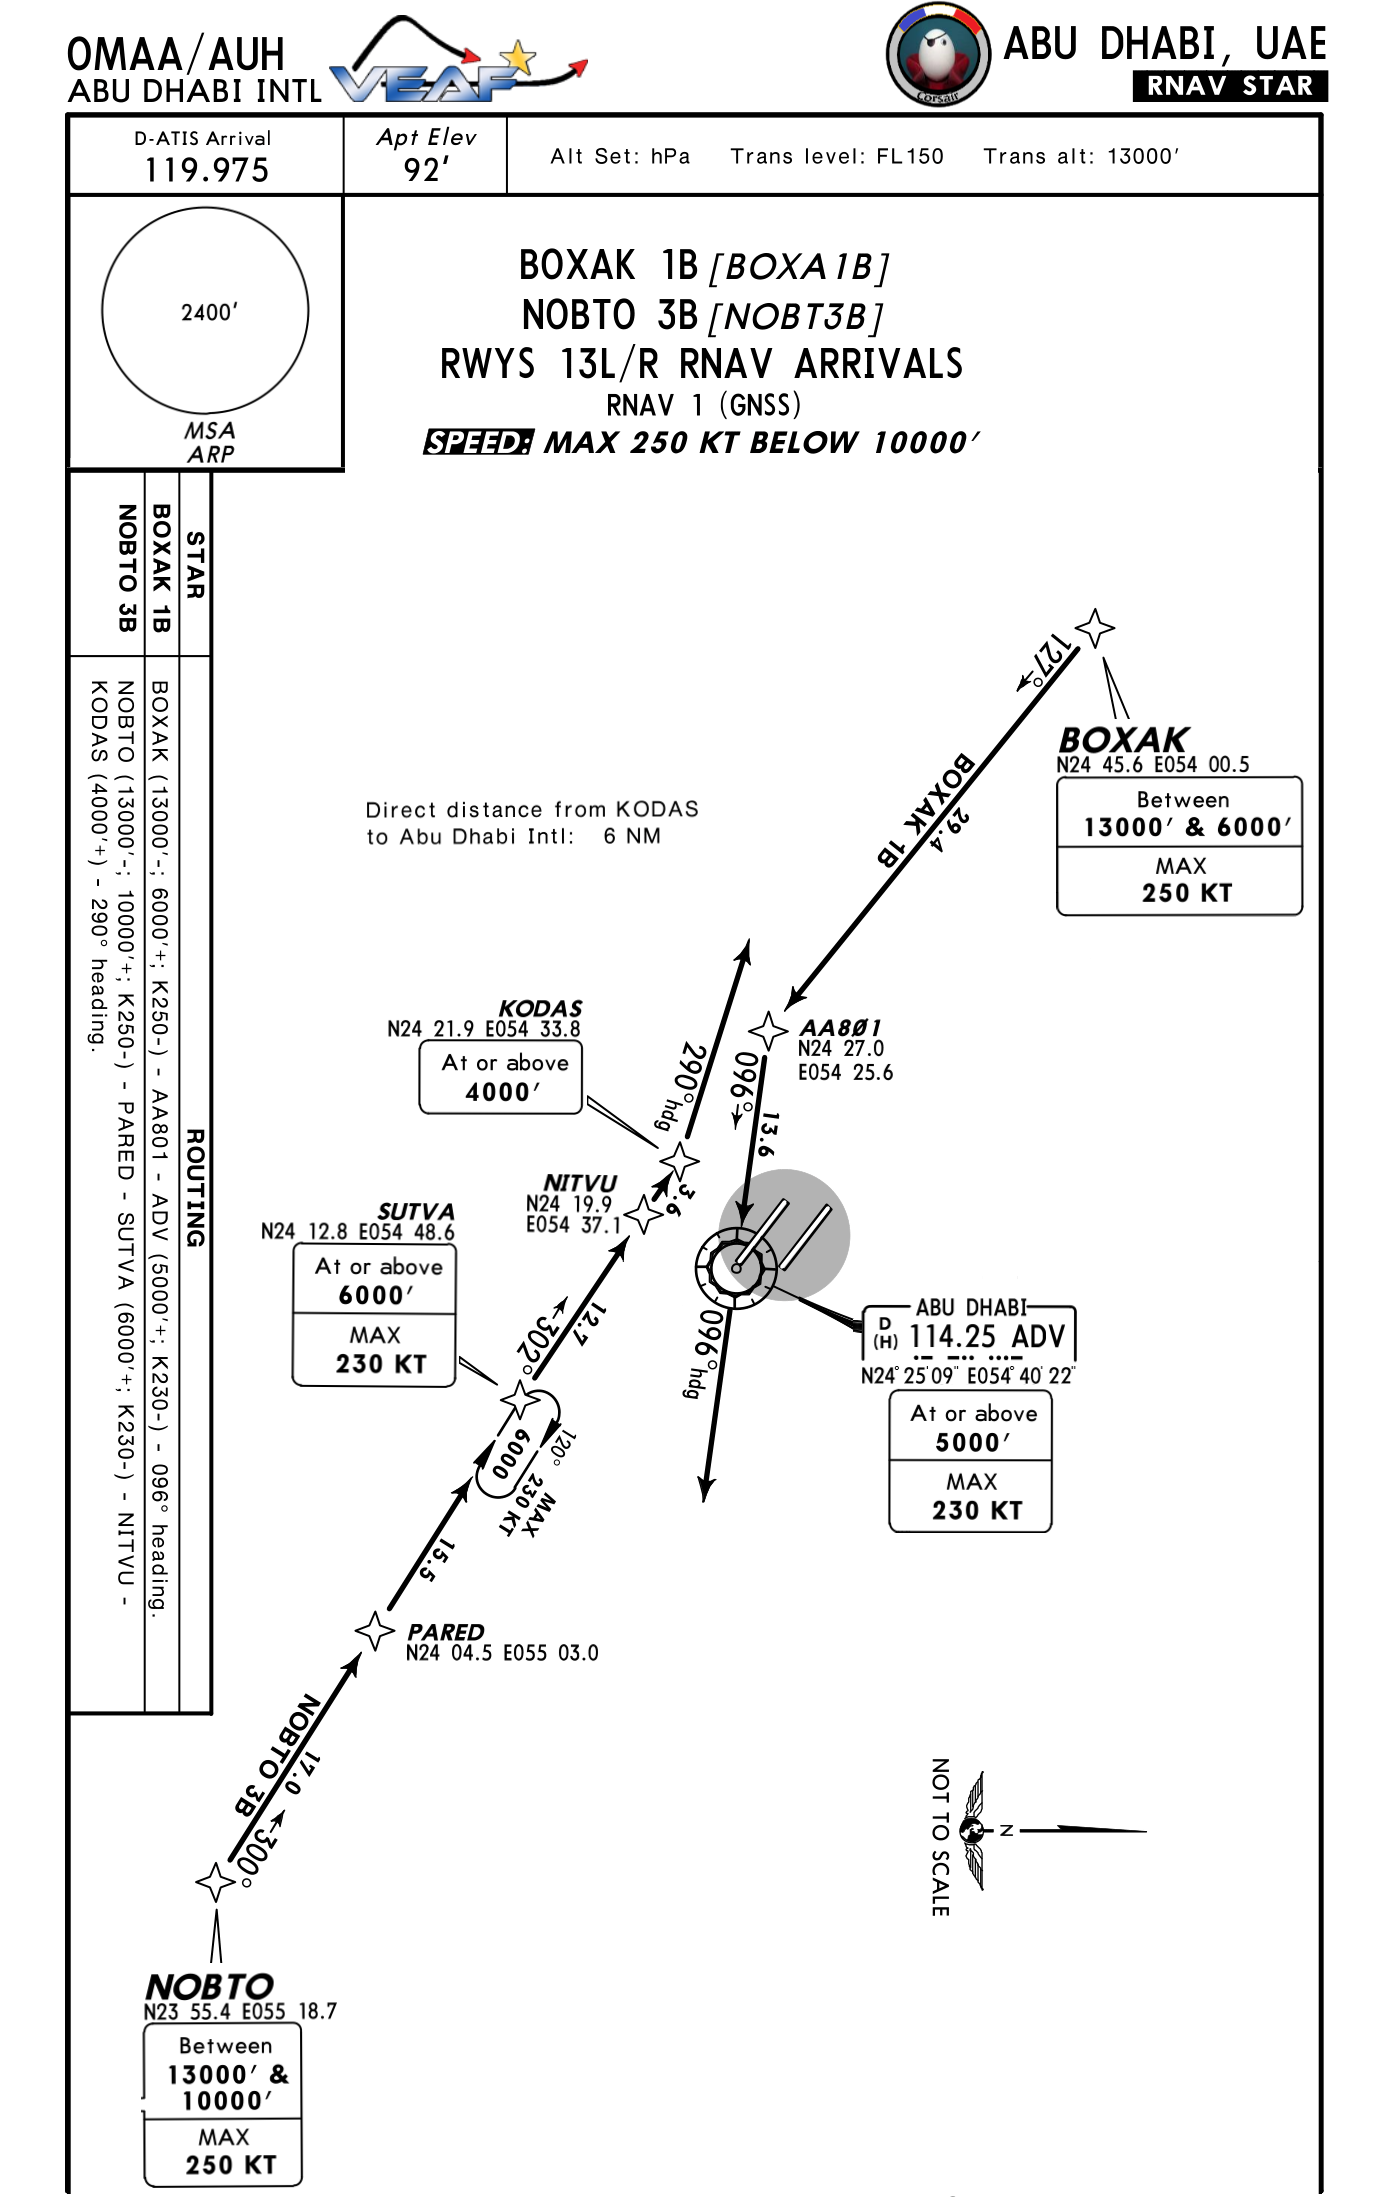 OMAA/AUH
ABU DHABI INTL
VEAF
Corsair
ABU DHABI, UAE
RNAV STAR
D-ATIS Arrival
119.975
Apt Elev
92'
Alt Set: hPa Trans level: FL150 Trans alt: 13000'
2400'
MSA
ARP
BOXAK 1B [BOXA1B]
NOBTO 3B [NOBT3B]
RWYS 13L/R RNAV ARRIVALS
RNAV 1 (GNSS)
SPEED: MAX 250 KT BELOW 10000'
STAR
ROUTING
BOXAK 1B
BOXAK (13000'-; 6000'+; K250-) - AA801 - ADV (5000'+; K230-) - 096° heading.
NOBTO 3B
NOBTO (13000'-; 10000'+; K250-) - PARED - SUTVA (6000'+; K230-) - NITVU -
KODAS (4000'+) - 290° heading.
127°
BOXAK 1B
29.4
BOXAK
N24 45.6 E054 00.5
Between
13000' & 6000'
MAX
250 KT
Direct distance from KODAS
to Abu Dhabi Intl: 6 NM
KODAS
N24 21.9 E054 33.8
At or above
4000'
290° hdg
AA8Ø1
N24 27.0
E054 25.6
096°
13.6
NITVU
N24 19.9
E054 37.1
3.6
SUTVA
N24 12.8 E054 48.6
At or above
6000'
MAX
230 KT
302°
12.7
096° hdg
ABU DHABI
D
(H)
114.25 ADV
N24° 25' 09" E054° 40' 22"
At or above
5000'
MAX
230 KT
6000
120°
MAX
230 KT
15.5
PARED
N24 04.5 E055 03.0
NOBTO 3B
17.0
300°
NOT TO SCALE
N
NOBTO
N23 55.4 E055 18.7
Between
13000' &
10000'
MAX
250 KT